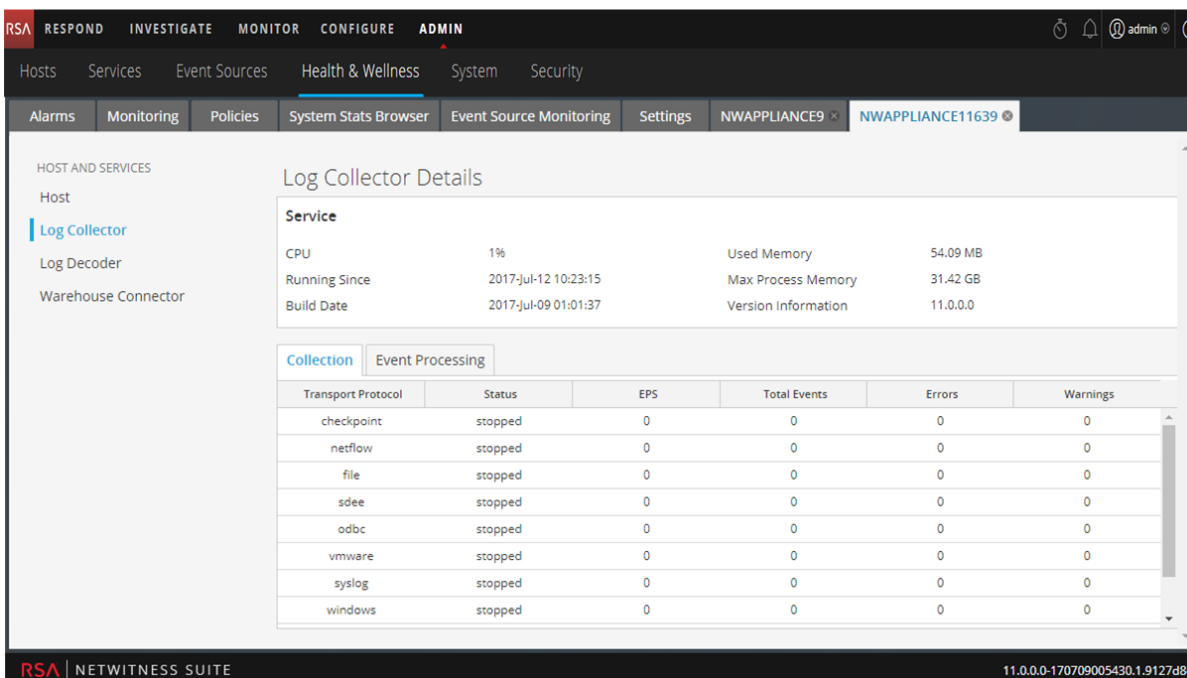 RSA RESPOND INVESTIGATE MONITOR CONFIGURE ADMIN admin
Hosts Services Event Sources Health & Wellness System Security
Alarms Monitoring Policies System Stats Browser Event Source Monitoring Settings NWAPPLIANCE9 NWAPPLIANCE11639
HOST AND SERVICES
Host
Log Collector
Log Decoder
Warehouse Connector
Log Collector Details
Service
CPU 1% Used Memory 54.09 MB
Running Since 2017-Jul-12 10:23:15 Max Process Memory 31.42 GB
Build Date 2017-Jul-09 01:01:37 Version Information 11.0.0.0
Collection Event Processing
Transport Protocol Status EPS Total Events Errors Warnings
checkpoint stopped 0 0 0 0
netflow stopped 0 0 0 0
file stopped 0 0 0 0
sdee stopped 0 0 0 0
odbc stopped 0 0 0 0
vmware stopped 0 0 0 0
syslog stopped 0 0 0 0
windows stopped 0 0 0 0
RSA NETWITNESS SUITE 11.0.0.0-170709005430.1.9127d8